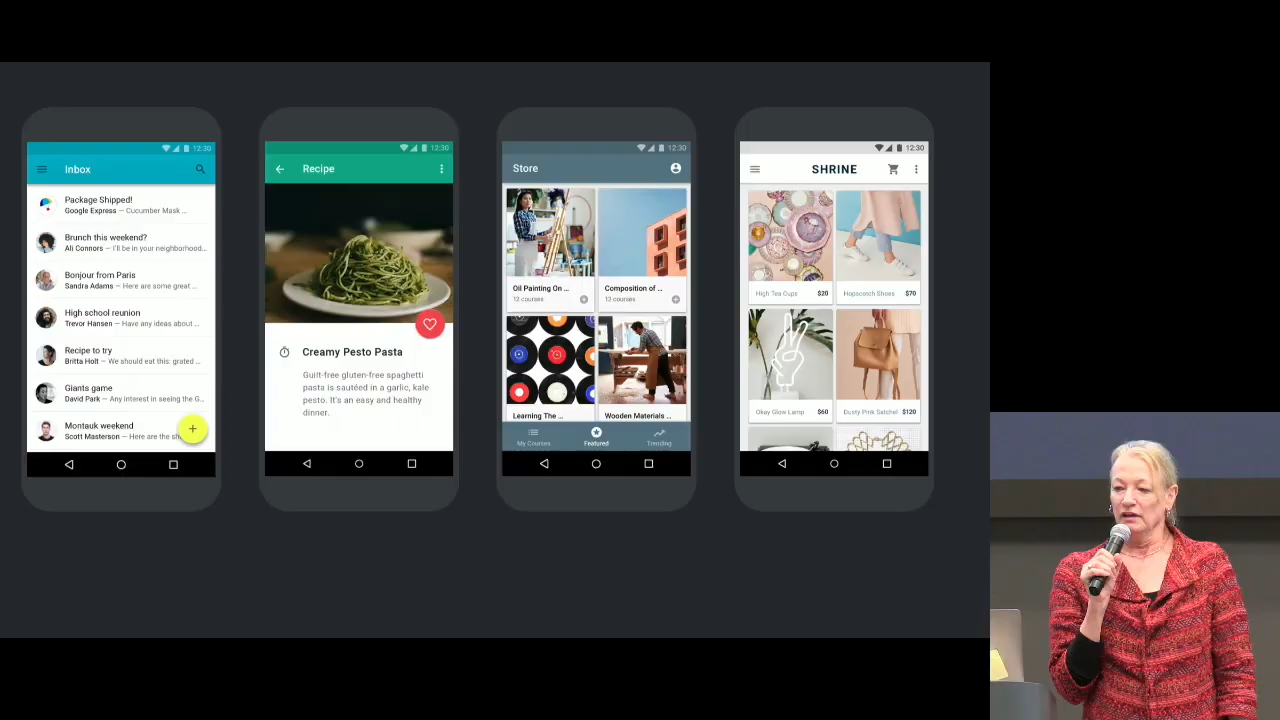 12:30
Inbox
Package Shipped!
Google Express — Cucumber Mask ...
Brunch this weekend?
Ali Connors — I'll be in your neighborhood...
Bonjour from Paris
Sandra Adams — Here are some great ...
High school reunion
Trevor Hansen — Have any ideas about ...
Recipe to try
Britta Holt — We should eat this: grated ...
Giants game
David Park — Any interest in seeing the G...
Montauk weekend
Scott Masterson — Here are the
12:30
Recipe
Creamy Pesto Pasta
Guilt-free gluten-free spaghetti
pasta is sautéed in a garlic, kale
pesto. It's an easy and healthy
dinner.
12:30
Store
Oil Painting On ...
12 courses
Composition of ...
12 courses
Learning The ...
Wooden Materials ...
My Courses
Featured
Trending
12:30
SHRINE
High Tea Cups $20
Hopscotch Shoes $70
Okay Glow Lamp $60
Dusty Pink Satchel $120